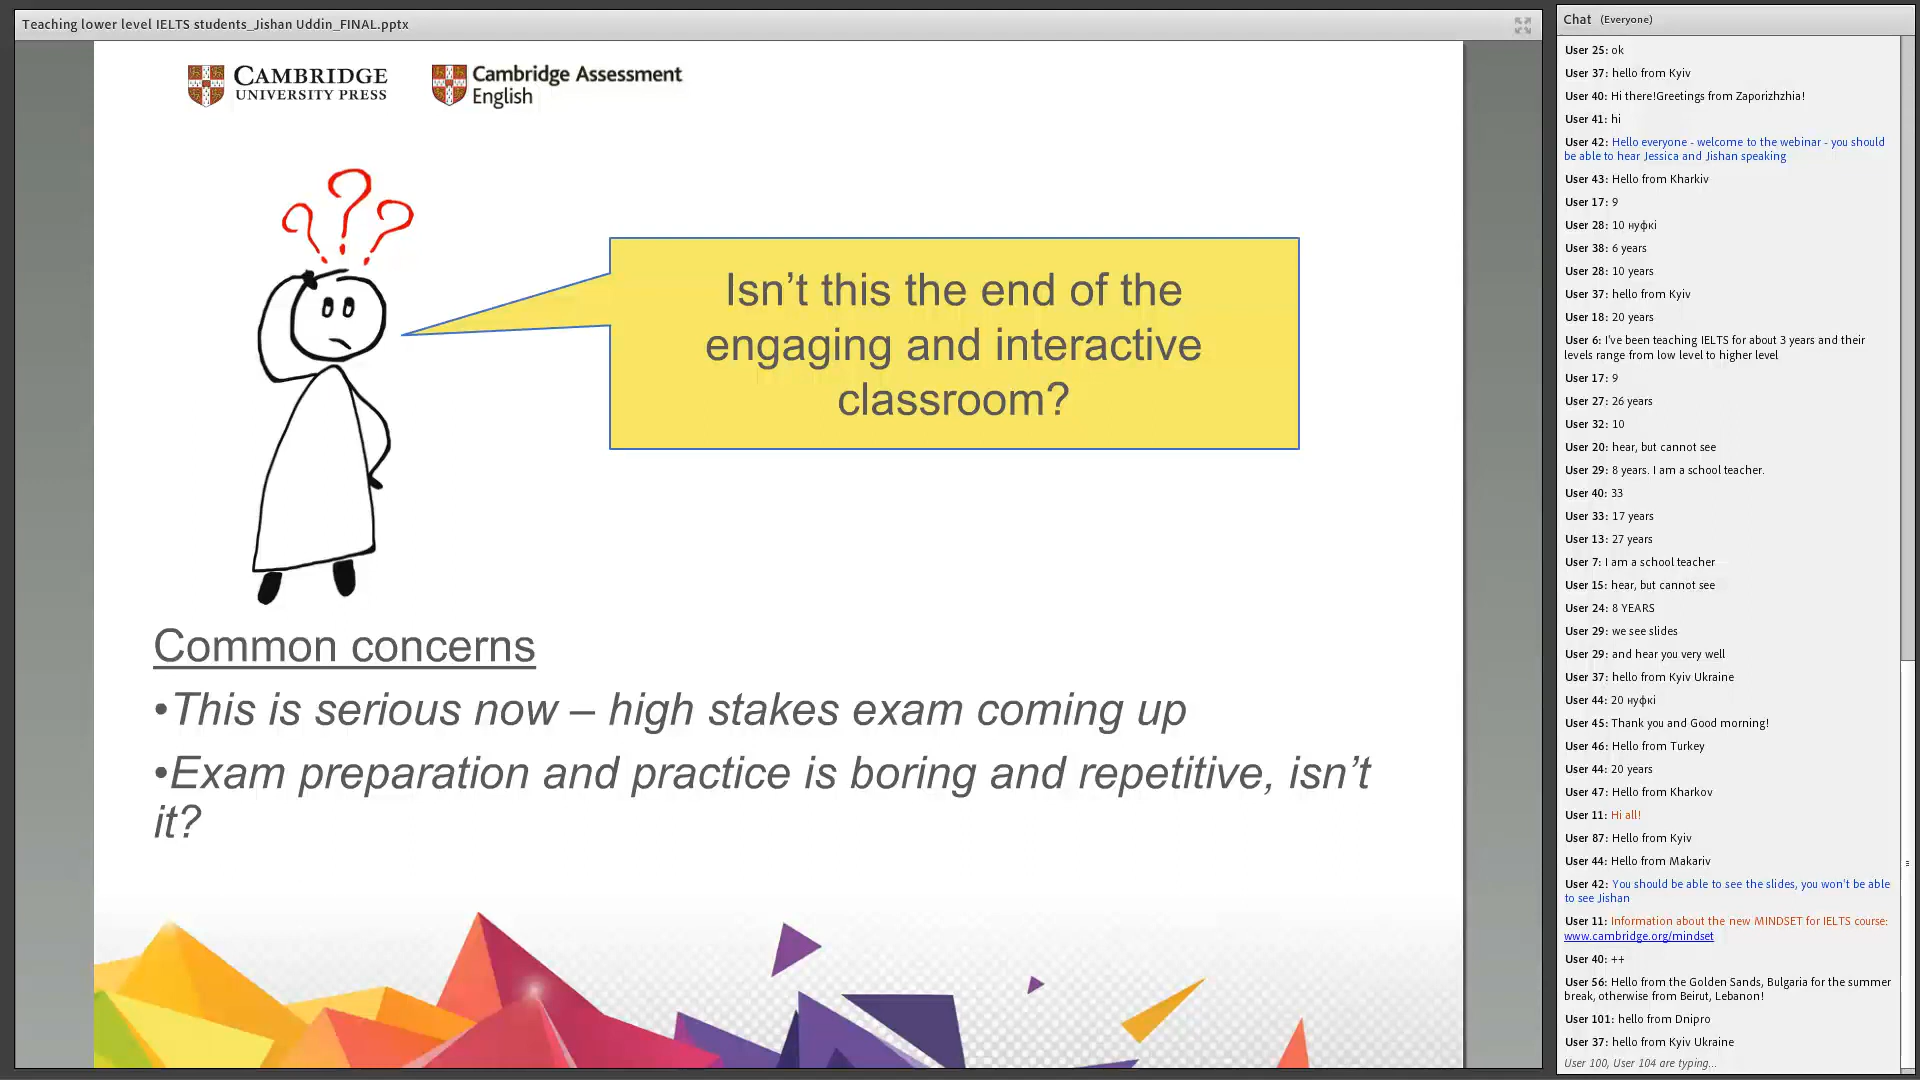 Teaching lower level IELTS students_Jishan Uddin_FINAL.pptx
CAMBRIDGE
UNIVERSITY PRESS
Cambridge Assessment
English
???
Isn’t this the end of the
engaging and interactive
classroom?
Common concerns
•This is serious now – high stakes exam coming up
•Exam preparation and practice is boring and repetitive, isn’t
it?
Chat (Everyone)
User 25: ok
User 37: hello from Kyiv
User 40: Hi there!Greetings from Zaporizhzhia!
User 41: hi
User 42: Hello everyone - welcome to the webinar - you should
be able to hear Jessica and Jishan speaking
User 43: Hello from Kharkiv
User 17: 9
User 28: 10 нуфкі
User 38: 6 years
User 28: 10 years
User 37: hello from Kyiv
User 18: 20 years
User 6: I've been teaching IELTS for about 3 years and their
levels range from low level to higher level
User 17: 9
User 27: 26 years
User 32: 10
User 20: hear, but cannot see
User 29: 8 years. I am a school teacher.
User 40: 33
User 33: 17 years
User 13: 27 years
User 7: I am a school teacher
User 15: hear, but cannot see
User 24: 8 YEARS
User 29: we see slides
User 29: and hear you very well
User 37: hello from Kyiv Ukraine
User 44: 20 нуфкі
User 45: Thank you and Good morning!
User 46: Hello from Turkey
User 44: 20 years
User 47: Hello from Kharkov
User 11: Hi all!
User 87: Hello from Kyiv
User 44: Hello from Makariv
User 42: You should be able to see the slides, you won't be able
to see Jishan
User 11: Information about the new MINDSET for IELTS course:
www.cambridge.org/mindset
User 40: ++
User 56: Hello from the Golden Sands, Bulgaria for the summer
break, otherwise from Beirut, Lebanon!
User 101: hello from Dnipro
User 37: hello from Kyiv Ukraine
User 100, User 104 are typing...